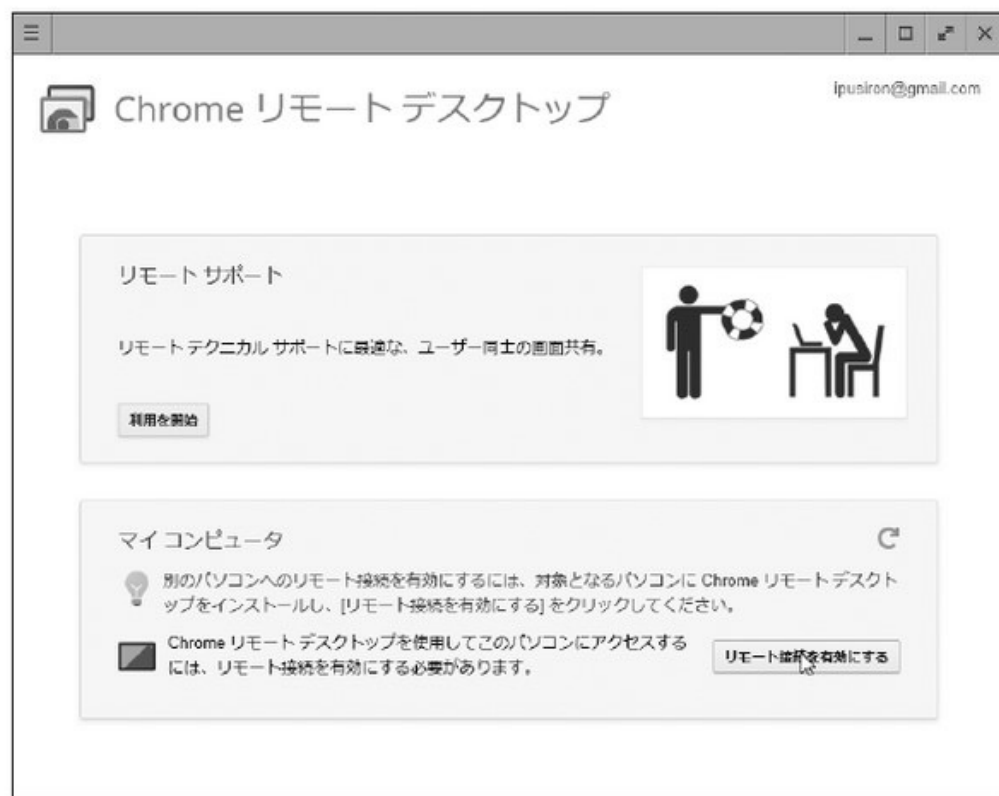 Chrome リモート デスクトップ
ipusiron@gmail.com
リモート サポート
リモート テクニカル サポートに最適な、ユーザー同士の画面共有。
利用を開始
マイ コンピュータ
別のパソコンへのリモート接続を有効にするには、対象となるパソコンに Chrome リモート デスクト
ップをインストールし、[リモート接続を有効にする] をクリックしてください。
Chrome リモート デスクトップを使用してこのパソコンにアクセスする
には、リモート接続を有効にする必要があります。
リモート接続を有効にする